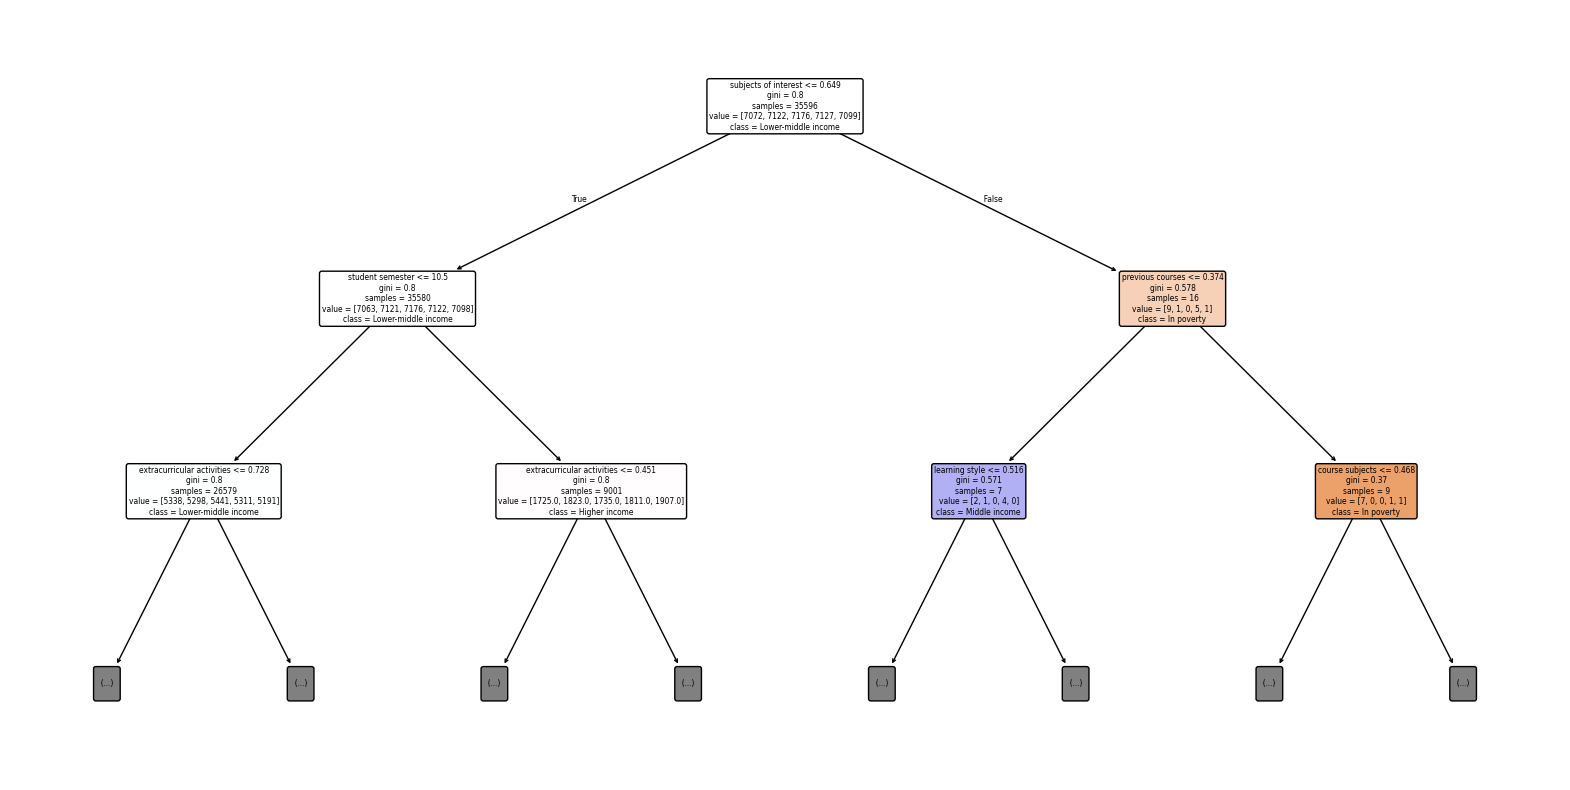 subjects of interest <= 0.649
gini = 0.8
samples = 35596
value = [7072, 7122, 7176, 7127, 7099]
class = Lower-middle income
True
False
student semester <= 10.5
gini = 0.8
samples = 35580
value = [7063, 7121, 7176, 7122, 7098]
class = Lower-middle income
previous courses <= 0.374
gini = 0.578
samples = 16
value = [9, 1, 0, 5, 1]
class = In poverty
extracurricular activities <= 0.728
gini = 0.8
samples = 26579
value = [5338, 5298, 5441, 5311, 5191]
class = Lower-middle income
extracurricular activities <= 0.451
gini = 0.8
samples = 9001
value = [1725.0, 1823.0, 1735.0, 1811.0, 1907.0]
class = Higher income
learning style <= 0.516
gini = 0.571
samples = 7
value = [2, 1, 0, 4, 0]
class = Middle income
course subjects <= 0.468
gini = 0.37
samples = 9
value = [7, 0, 0, 1, 1]
class = In poverty
(...)
(...)
(...)
(...)
(...)
(...)
(...)
(...)